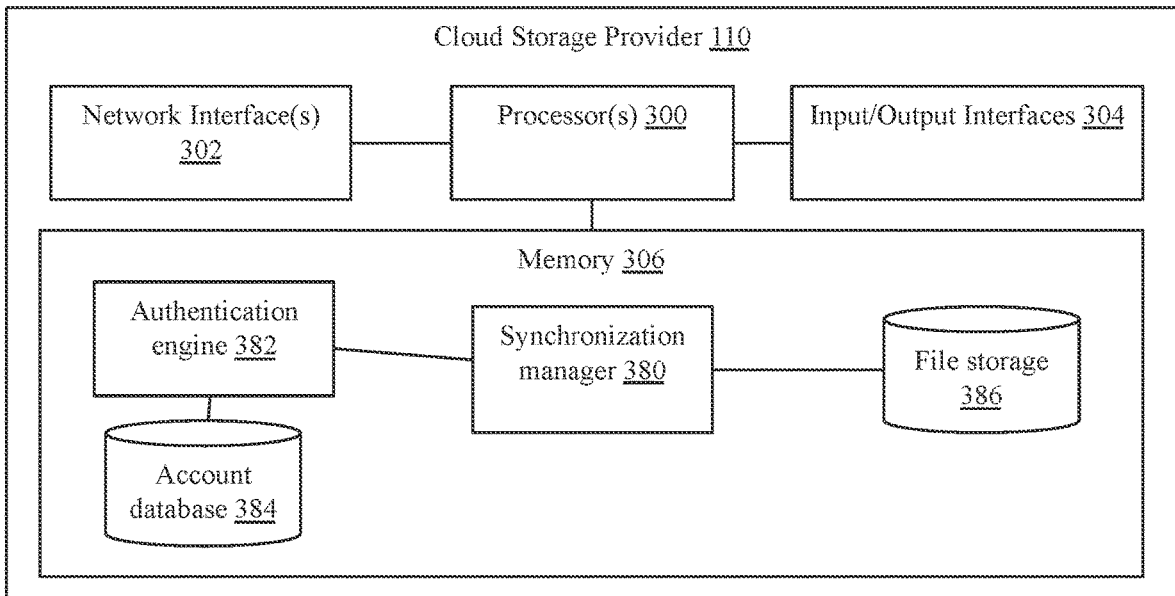 Cloud Storage Provider 110
Network Interface(s)
302
Processor(s) 300
Input/Output Interfaces 304
Memory 306
Authentication
engine 382
Synchronization
manager 380
File storage
386
Account
database 384